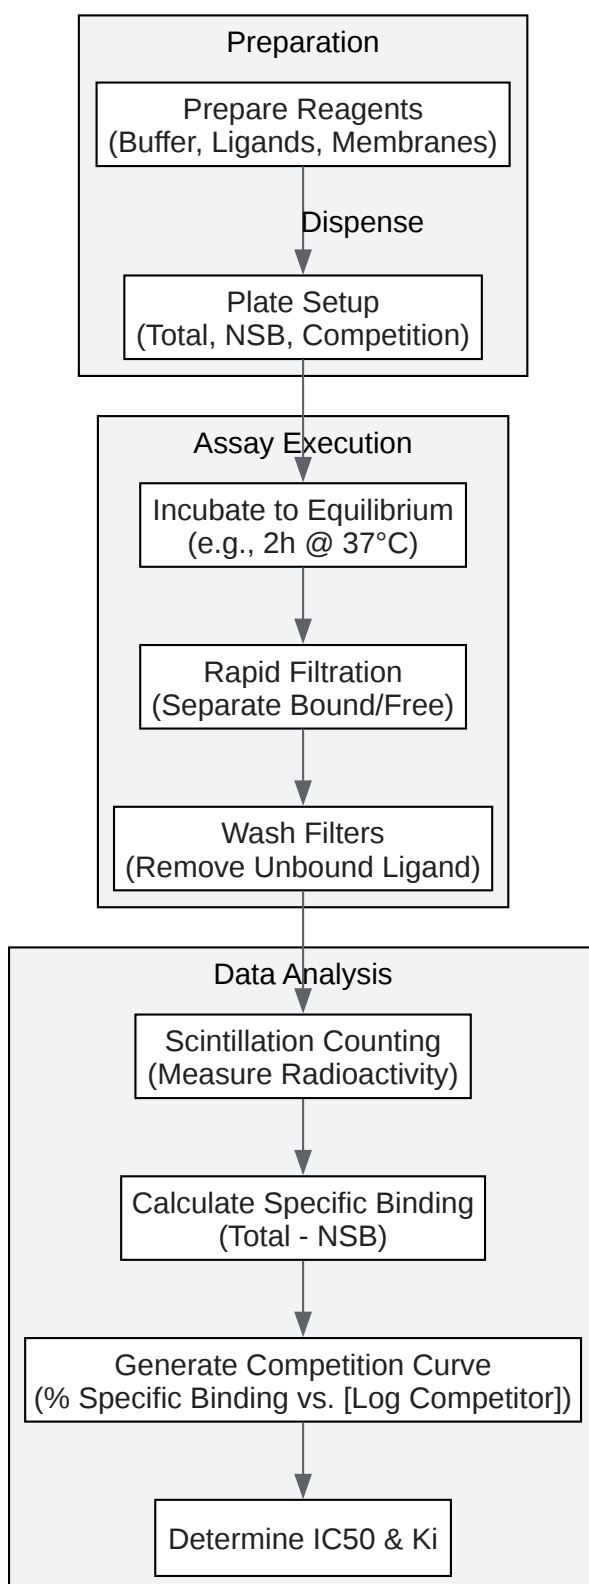 Preparation
Prepare Reagents
(Buffer, Ligands, Membranes)
Dispense
Plate Setup
(Total, NSB, Competition)
Assay Execution
Incubate to Equilibrium
(e.g., 2h @ 37°C)
Rapid Filtration
(Separate Bound/Free)
Wash Filters
(Remove Unbound Ligand)
Data Analysis
Scintillation Counting
(Measure Radioactivity)
Calculate Specific Binding
(Total - NSB)
Generate Competition Curve
(% Specific Binding vs. [Log Competitor])
Determine IC50 & Ki